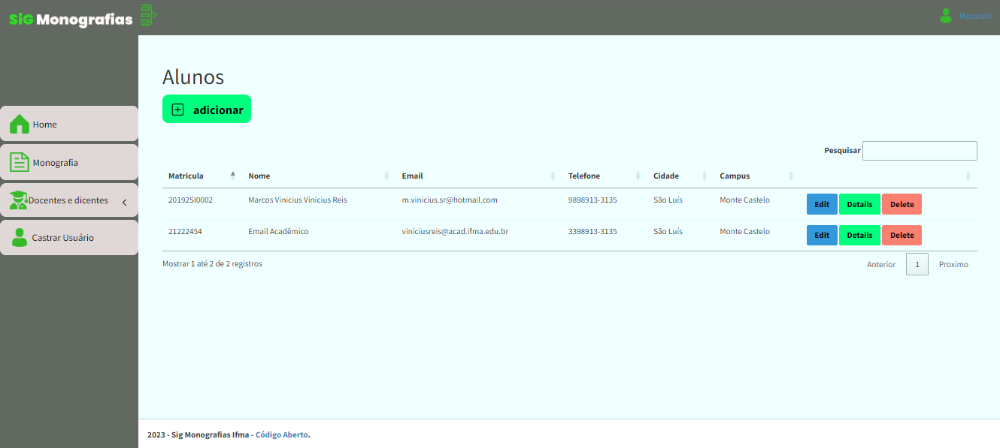 SiG Monografias
Macoratti
Home
Monografia
Docentes e dicentes
Castrar Usuário
Alunos
adicionar
Pesquisar
Matricula Nome Email Telefone Cidade Campus
20192SI0002 Marcos Vinicius Vinicius Reis m.vinicius.sr@hotmail.com 9898913-3135 São Luís Monte Castelo Edit Details Delete
21222454 Email Acadêmico viniciusreis@acad.ifma.edu.br 3398913-3135 São Luís Monte Castelo Edit Details Delete
Mostrar 1 até 2 de 2 registros
Anterior 1 Proximo
2023 - Sig Monografias Ifma - Código Aberto.